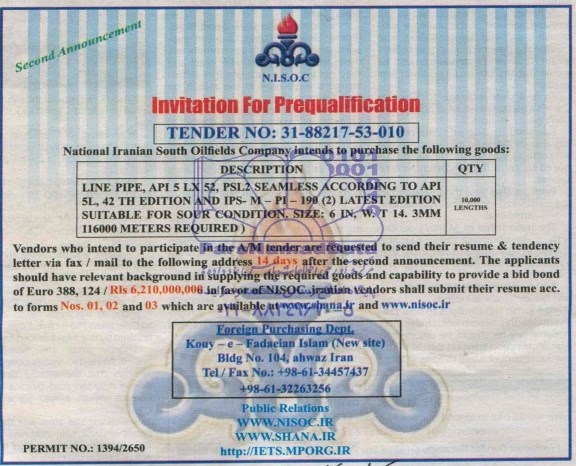 Second Announcement
N.I.S.O.C
Invitation For Prequalification
TENDER NO: 31-88217-53-010
National Iranian South Oilfields Company intends to purchase the following goods:
DESCRIPTION QTY
LINE PIPE, API 5 LX 52, PSL2 SEAMLESS ACCORDING TO API
5L, 42 TH EDITION AND IPS- M – PI – 190 (2) LATEST EDITION
SUITABLE FOR SOUR CONDITION. SIZE: 6 IN, W. T 14. 3MM
116000 METERS REQUIRED )
10,000
LENGTHS
Vendors who intend to participate in the A/M tender are requested to send their resume & tendency
letter via fax / mail to the following address 14 days after the second announcement. The applicants
should have relevant background in supplying the required goods and capability to provide a bid bond
of Euro 388, 124 / Rls 6,210,000,000 in favor of NISOC. iranian vendors shall submit their resume acc.
to forms Nos. 01, 02 and 03 which are available at www.shana.ir and www.nisoc.ir
Foreign Purchasing Dept.
Kouy – e – Fadaeian Islam (New site)
Bldg No. 104, ahwaz Iran
Tel / Fax No.: +98-61-34457437
+98-61-32263256
Public Relations
WWW.NISOC.IR
WWW.SHANA.IR
http://IETS.MPORG.IR
PERMIT NO.: 1394/2650